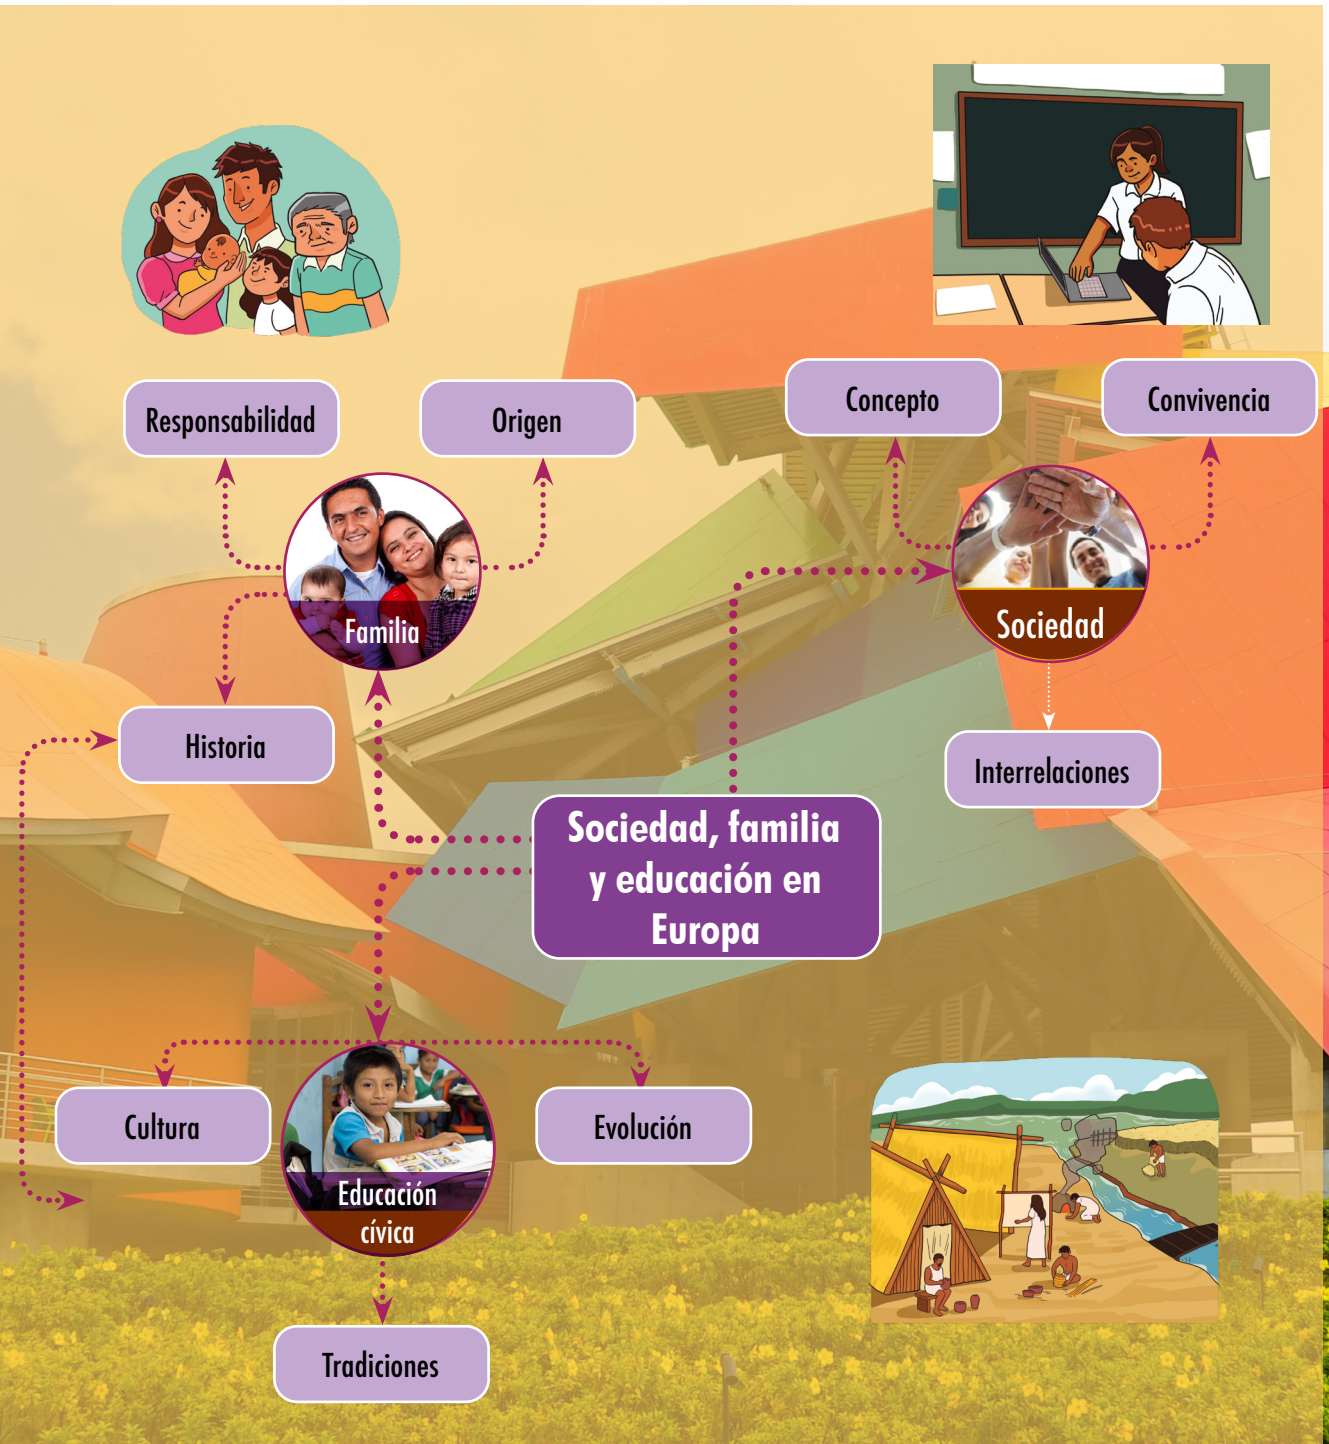 Responsabilidad
Origen
Concepto
Convivencia
Familia
Sociedad
Historia
Interrelaciones
Sociedad, familia
y educación en
Europa
Cultura
Evolución
Educación
cívica
Tradiciones